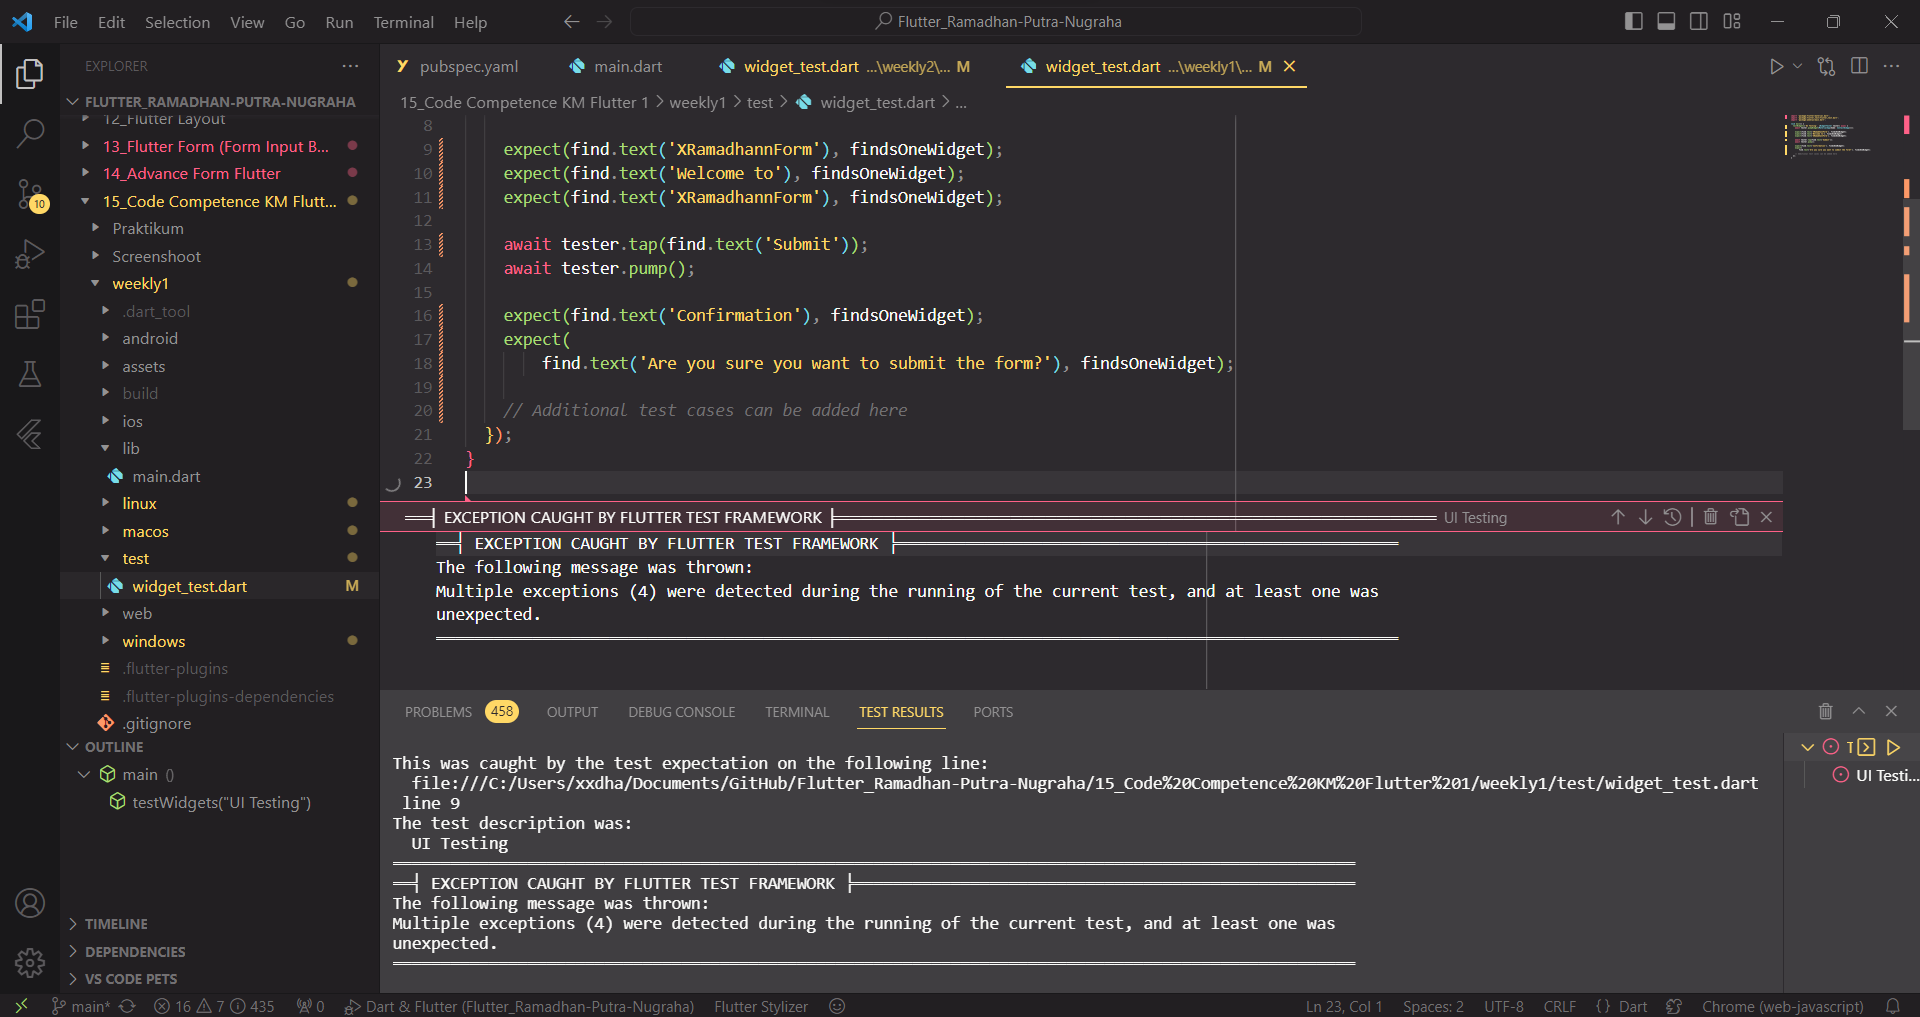 File Edit Selection View Go Run Terminal Help
Flutter_Ramadhan-Putra-Nugraha
EXPLORER
FLUTTER_RAMADHAN-PUTRA-NUGRAHA
12_Flutter Layout
13_Flutter Form (Form Input B...
14_Advance Form Flutter
15_Code Competence KM Flutt...
Praktikum
Screenshoot
weekly1
.dart_tool
android
assets
build
ios
lib
main.dart
linux
macos
test
widget_test.dart M
web
windows
.flutter-plugins
.flutter-plugins-dependencies
.gitignore
OUTLINE
main ()
testWidgets("UI Testing")
TIMELINE
DEPENDENCIES
VS CODE PETS
10
pubspec.yaml
main.dart
widget_test.dart ...\weekly2\... M
widget_test.dart ...\weekly1\... M
15_Code Competence KM Flutter 1 > weekly1 > test > widget_test.dart > ...
8
9 expect(find.text('XRamadhannForm'), findsOneWidget);
10 expect(find.text('Welcome to'), findsOneWidget);
11 expect(find.text('XRamadhannForm'), findsOneWidget);
12
13 await tester.tap(find.text('Submit'));
14 await tester.pump();
15
16 expect(find.text('Confirmation'), findsOneWidget);
17 expect(
18 find.text('Are you sure you want to submit the form?'), findsOneWidget);
19
20 // Additional test cases can be added here
21 });
22 }
23
══╡ EXCEPTION CAUGHT BY FLUTTER TEST FRAMEWORK ╞══ UI Testing
══╡ EXCEPTION CAUGHT BY FLUTTER TEST FRAMEWORK ╞══
The following message was thrown:
Multiple exceptions (4) were detected during the running of the current test, and at least one was
unexpected.
PROBLEMS 458 OUTPUT DEBUG CONSOLE TERMINAL TEST RESULTS PORTS
This was caught by the test expectation on the following line:
file:///C:/Users/xxdha/Documents/GitHub/Flutter_Ramadhan-Putra-Nugraha/15_Code%20Competence%20KM%20Flutter%201/weekly1/test/widget_test.dart
line 9
The test description was:
UI Testing
══╡ EXCEPTION CAUGHT BY FLUTTER TEST FRAMEWORK ╞══
The following message was thrown:
Multiple exceptions (4) were detected during the running of the current test, and at least one was
unexpected.
T
UI Testi...
main* 16 7 435 0 Dart & Flutter (Flutter_Ramadhan-Putra-Nugraha) Flutter Stylizer Ln 23, Col 1 Spaces: 2 UTF-8 CRLF {} Dart Chrome (web-javascript)